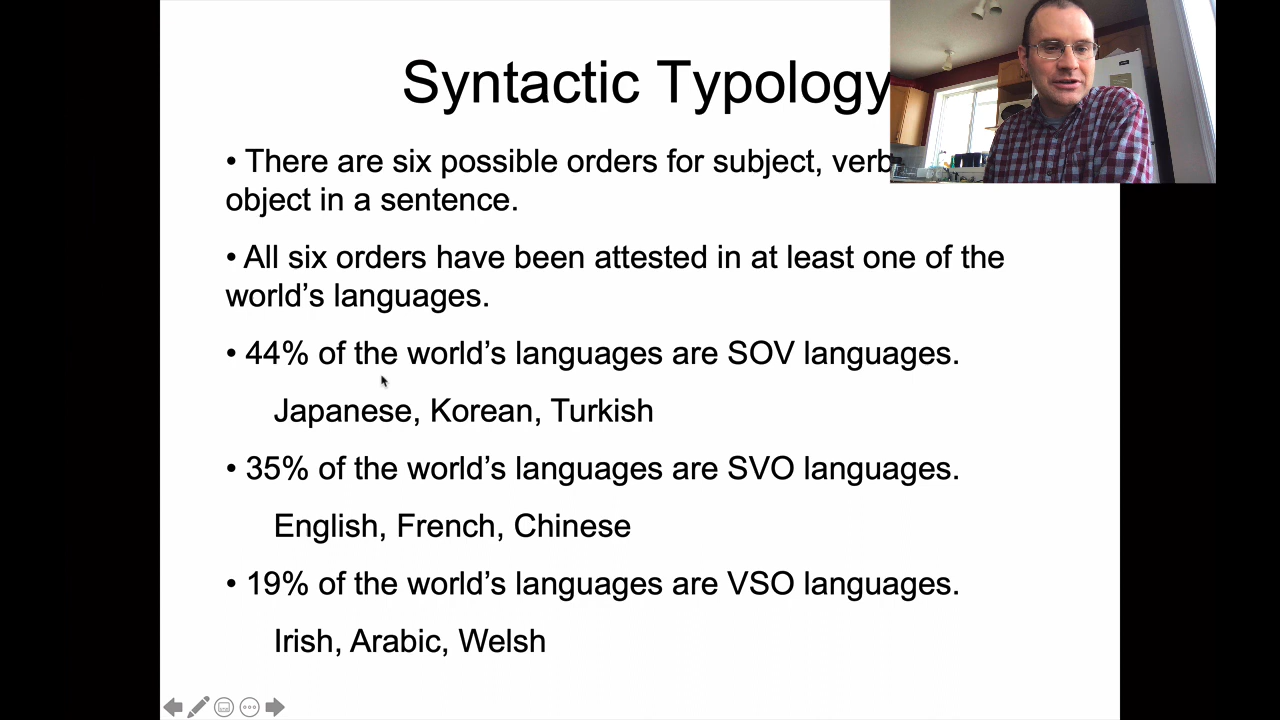 Syntactic Typology
• There are six possible orders for subject, verb
object in a sentence.
• All six orders have been attested in at least one of the
world’s languages.
• 44% of the world’s languages are SOV languages.
Japanese, Korean, Turkish
• 35% of the world’s languages are SVO languages.
English, French, Chinese
• 19% of the world’s languages are VSO languages.
Irish, Arabic, Welsh